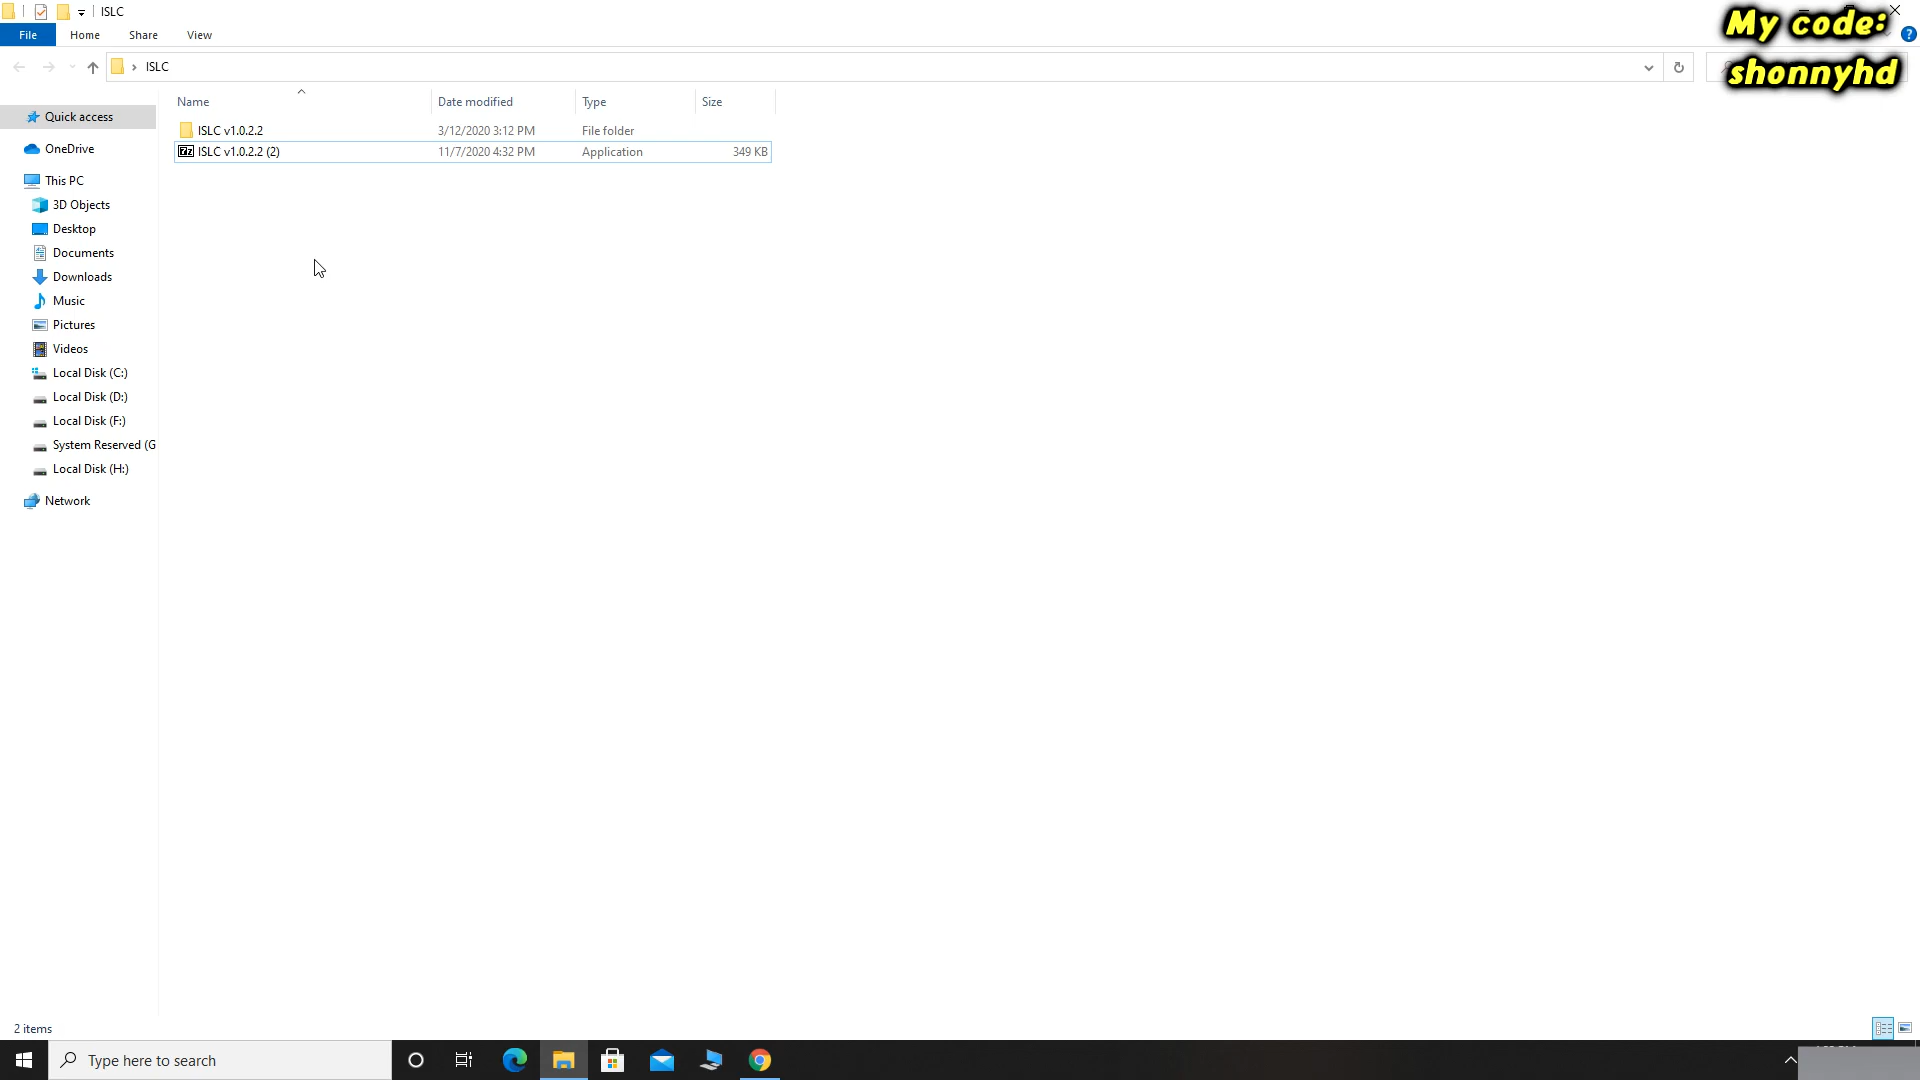 ISLC
My code:
shonnyhd
File Home Share View
ISLC
Name Date modified Type Size
ISLC v1.0.2.2 3/12/2020 3:12 PM File folder
ISLC v1.0.2.2 (2) 11/7/2020 4:32 PM Application 349 KB
Quick access
OneDrive
This PC
3D Objects
Desktop
Documents
Downloads
Music
Pictures
Videos
Local Disk (C:)
Local Disk (D:)
Local Disk (F:)
System Reserved (G
Local Disk (H:)
Network
2 items
Type here to search